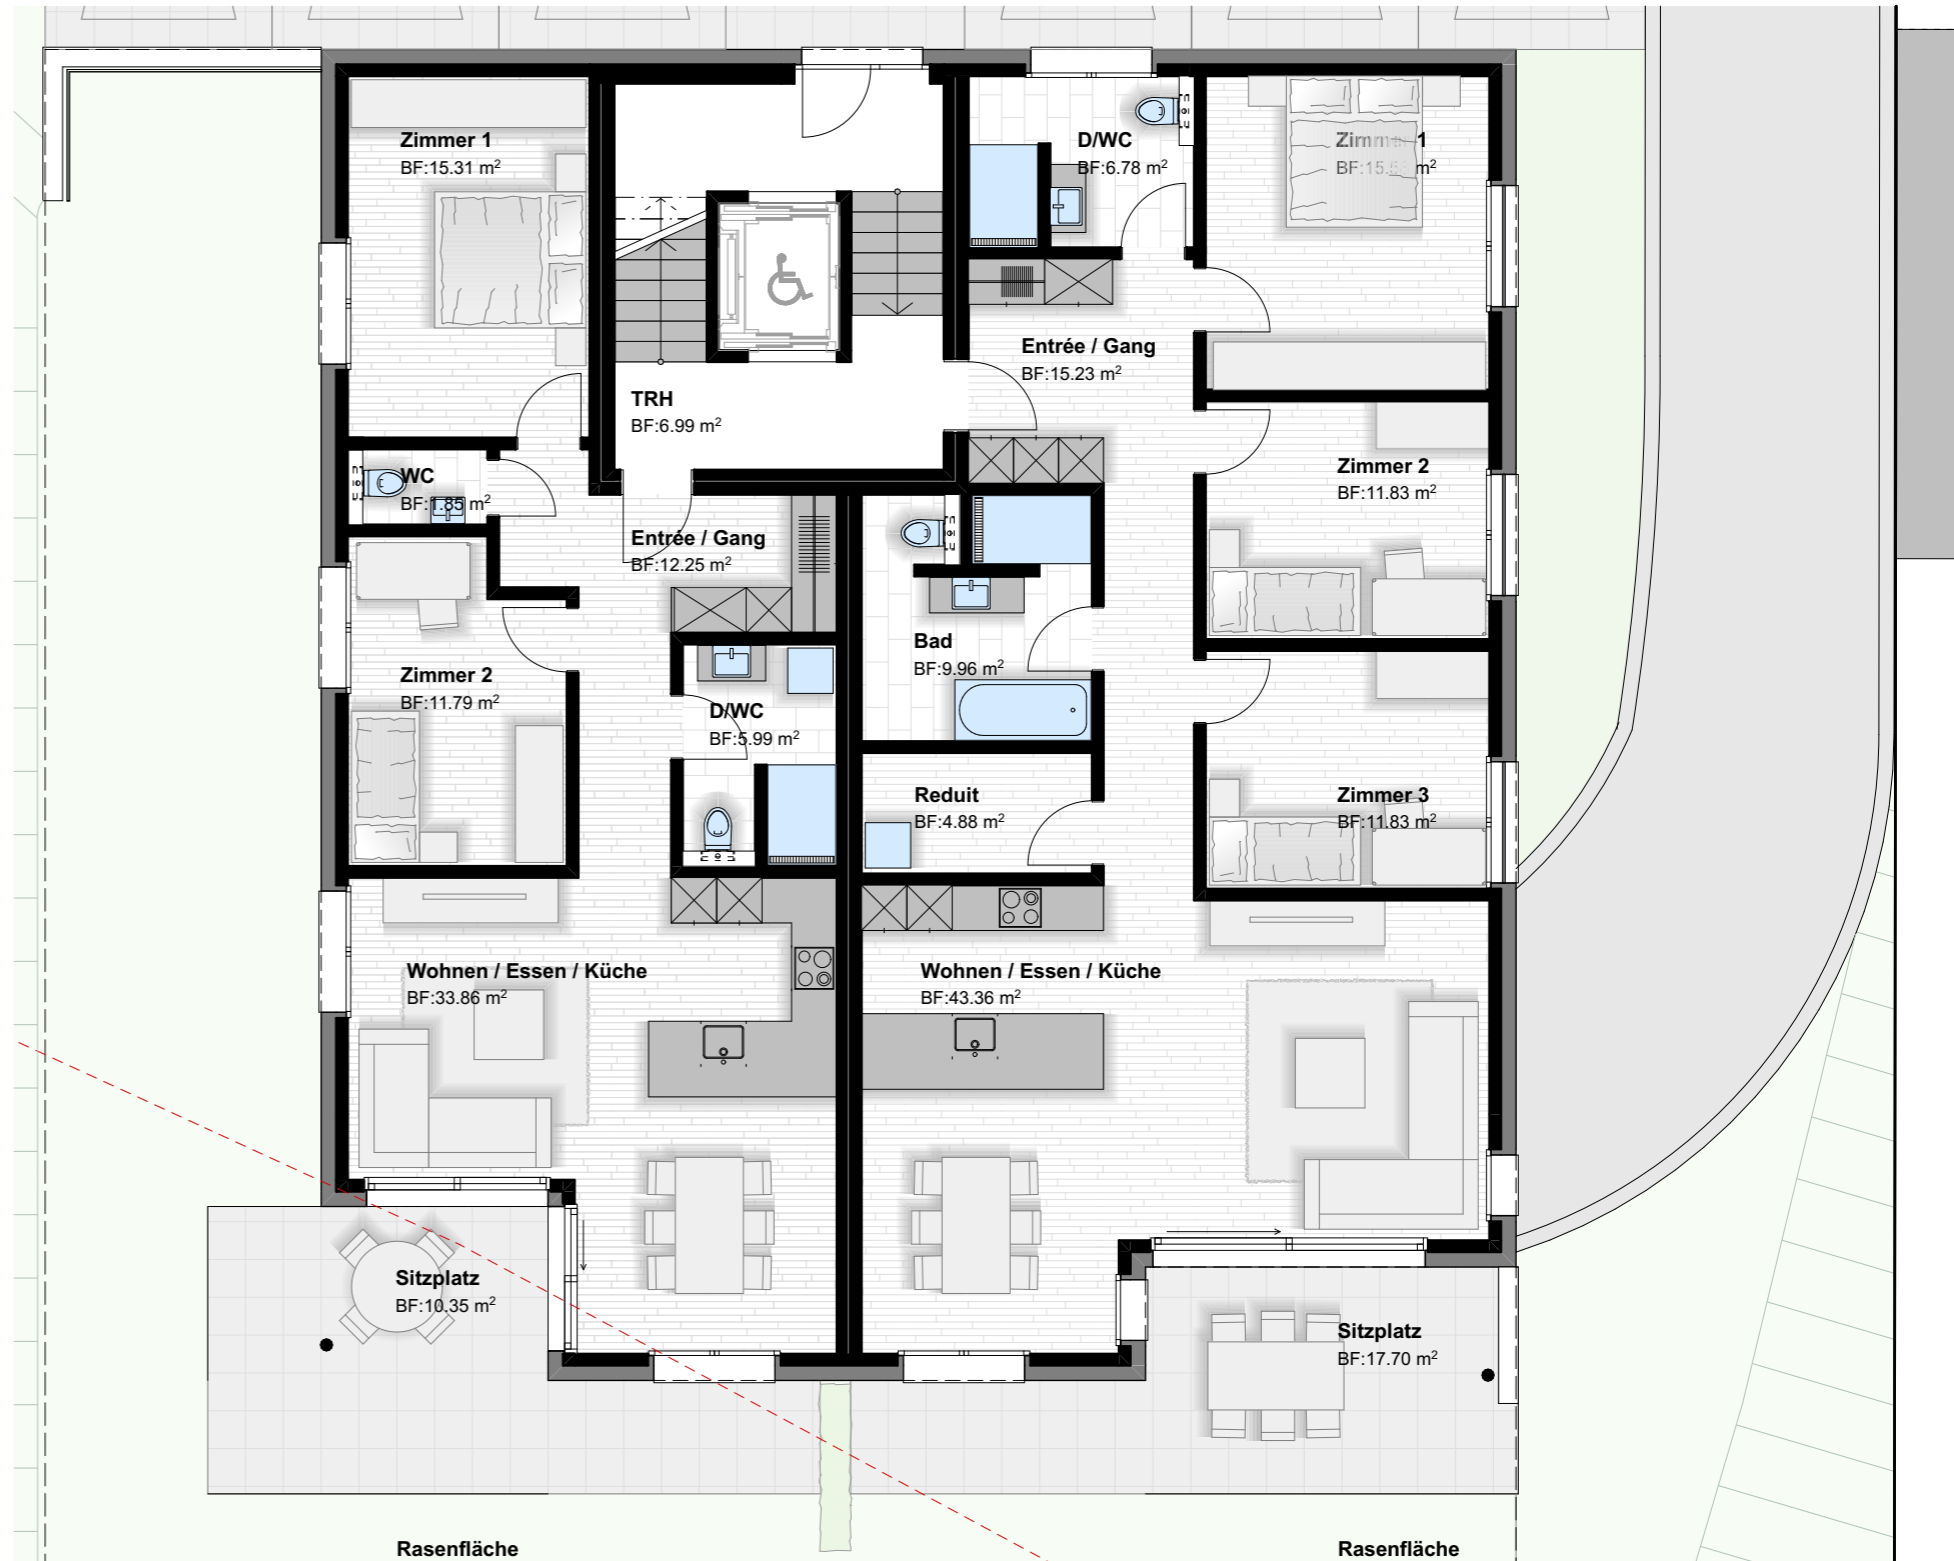 Zimmer 1
BF:15.31 m²
D/WC
BF:6.78 m²
Zimmer 1
Entrée / Gang
BF:15.23 m²
TRH
BF:6.99 m²
WC
BF:1.85 m²
Zimmer 2
BF:11.83 m²
Entrée / Gang
BF:12.25 m²
Bad
BF:9.96 m²
Zimmer 2
BF:11.79 m²
D/WC
BF:5.99 m²
Reduit
BF:4.88 m²
Zimmer 3
BF:11.83 m²
Wohnen / Essen / Küche
BF:33.86 m²
Wohnen / Essen / Küche
BF:43.36 m²
Sitzplatz
BF:10.35 m²
Sitzplatz
BF:17.70 m²
Rasenfläche
Rasenfläche